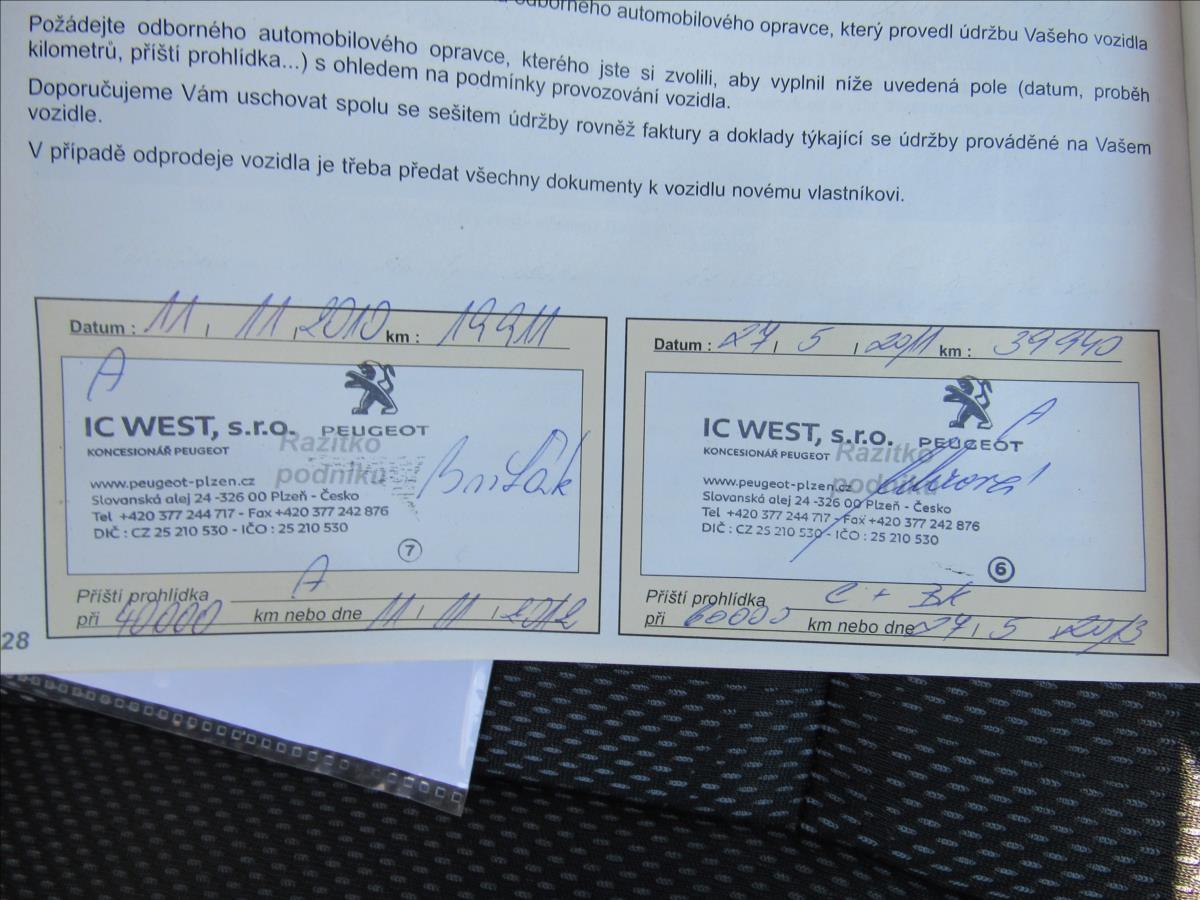 odborného automobilového opravce, který provedl údržbu Vašeho vozidla
Požádejte odborného automobilového opravce, kterého jste si zvolili, aby vyplnil níže uvedená pole (datum, proběh
kilometrů, příští prohlídka...) s ohledem na podmínky provozování vozidla.
Doporučujeme Vám uschovat spolu se sešitem údržby rovněž faktury a doklady týkající se údržby prováděné na Vašem
vozidle.
V případě odprodeje vozidla je třeba předat všechny dokumenty k vozidlu novému vlastníkovi.
Datum : 11 , 11 , 2010 km : 19911
A
IC WEST, s.r.o. PEUGEOT
KONCESIONÁŘ PEUGEOT
Razítko
podniku
www.peugeot-plzen.cz
Slovanská alej 24 -326 00 Plzeň - Česko
Tel +420 377 244 717 - Fax +420 377 242 876
DIČ : CZ 25 210 530 - IČO : 25 210 530
7
Příští prohlídka A
při 40000 km nebo dne 11 , 11 , 2012
Datum : 27 , 5 , 2011 km : 39940
A
IC WEST, s.r.o. PEUGEOT
KONCESIONÁŘ PEUGEOT
Razítko
podniku
www.peugeot-plzen.cz
Slovanská alej 24 -326 00 Plzeň - Česko
Tel +420 377 244 717 - Fax +420 377 242 876
DIČ : CZ 25 210 530 - IČO : 25 210 530
6
Příští prohlídka C + BK
při 60000 km nebo dne 27 , 5 , 2013
28